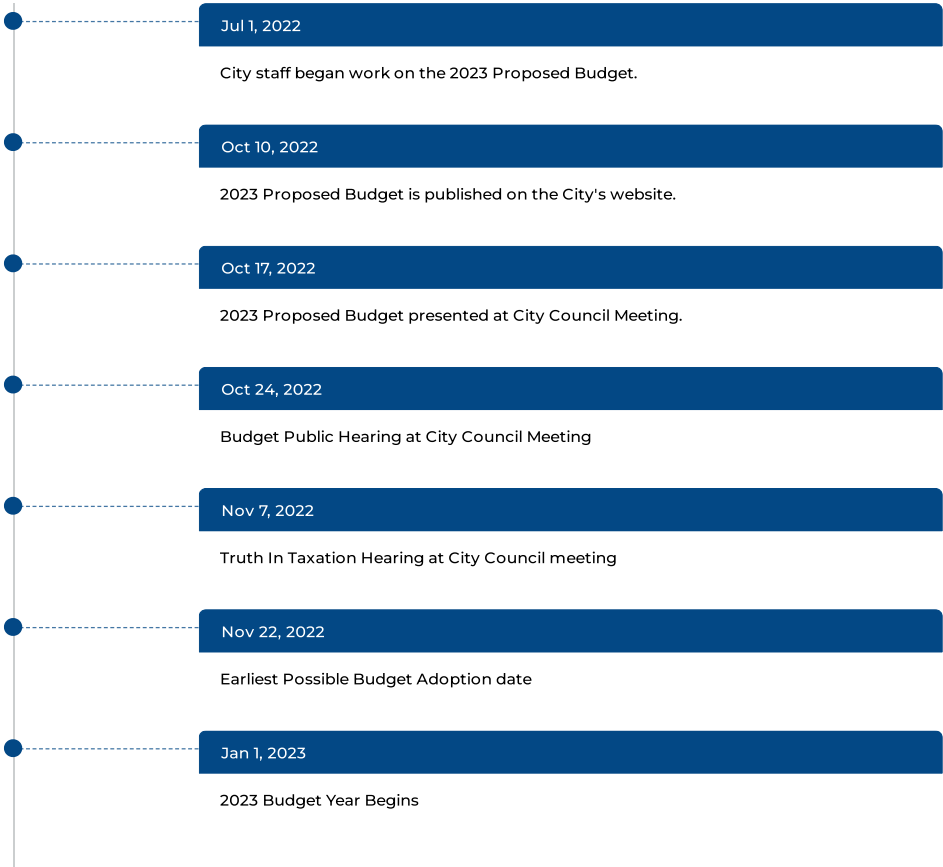 Jul 1, 2022
City staff began work on the 2023 Proposed Budget.
Oct 10, 2022
2023 Proposed Budget is published on the City's website.
Oct 17, 2022
2023 Proposed Budget presented at City Council Meeting.
Oct 24, 2022
Budget Public Hearing at City Council Meeting
Nov 7, 2022
Truth In Taxation Hearing at City Council meeting
Nov 22, 2022
Earliest Possible Budget Adoption date
Jan 1, 2023
2023 Budget Year Begins